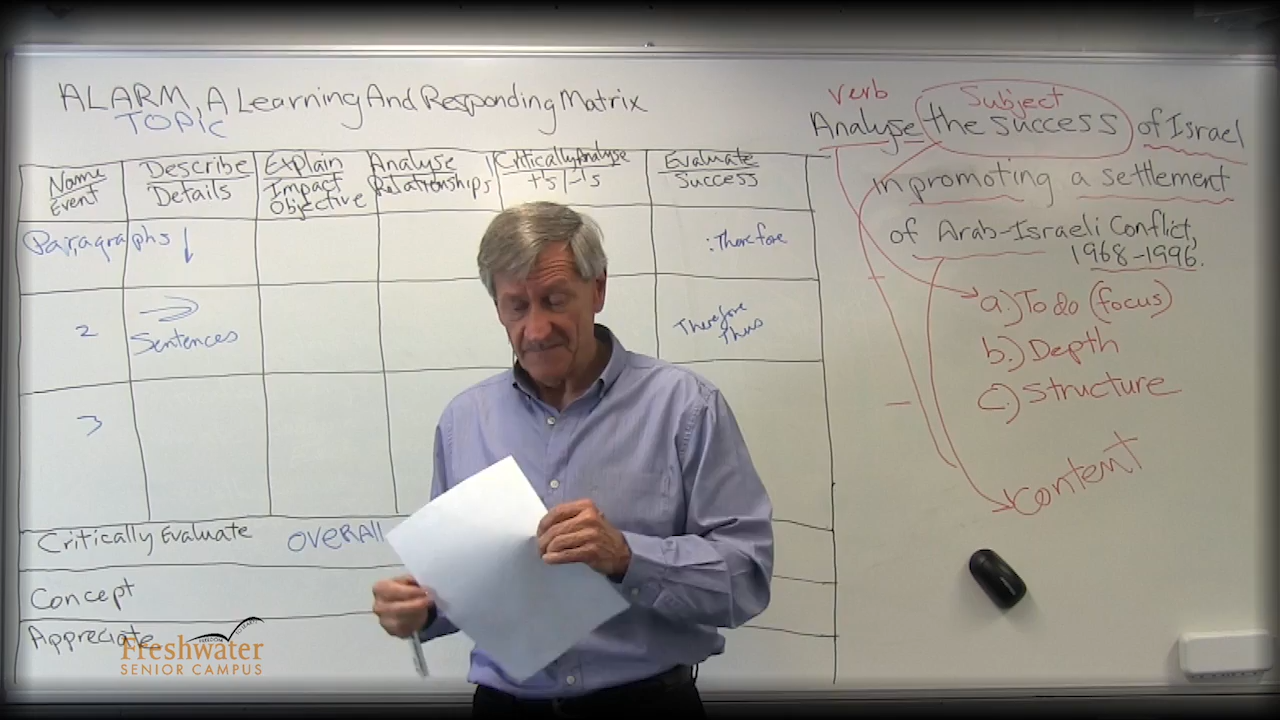 ALARM, A Learning And Responding Matrix
TOPIC
Name
Event
Describe
Details
Explain
Impact
Objective
Analyse
Relationships
Critically Analyse
+'s | -'s
Evaluate
Success
Paragraphs
∴ Therefore
2
Sentences
Therefore
Thus
3
Critically Evaluate OVERALL
Concept
Appreciate
verb
Subject
Analyse the success of Israel
in promoting a settlement
of Arab-Israeli Conflict,
1968-1996.
a.) To do (focus)
b.) Depth
c.) Structure
content
Freshwater
SENIOR CAMPUS